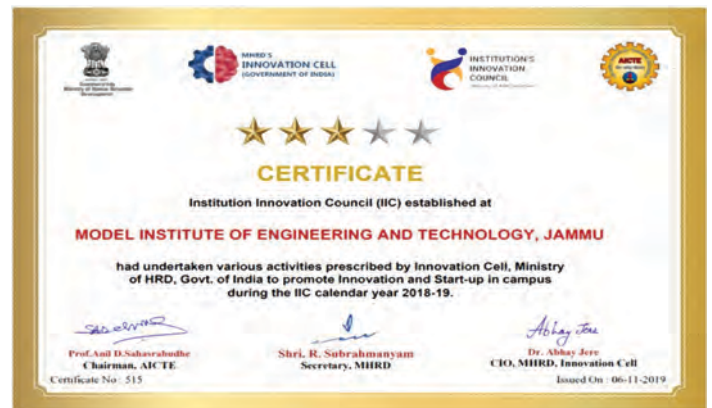 MHRD'S
INNOVATION CELL
(GOVERNMENT OF INDIA)
INSTITUTION'S
INNOVATION
COUNCIL
AICTE
CERTIFICATE
Institution Innovation Council (IIC) established at
MODEL INSTITUTE OF ENGINEERING AND TECHNOLOGY, JAMMU
had undertaken various activities prescribed by Innovation Cell, Ministry
of HRD, Govt. of India to promote Innovation and Start-up in campus
during the IIC calendar year 2018-19.
Abhay Jere
Prof.Anil D.Sahasrabudhe
Chairman, AICTE
Shri. R. Subrahmanyam
Secretary, MHRD
Dr. Abhay Jere
CIO, MHRD, Innovation Cell
Certificate No : 515
Issued On : 06-11-2019